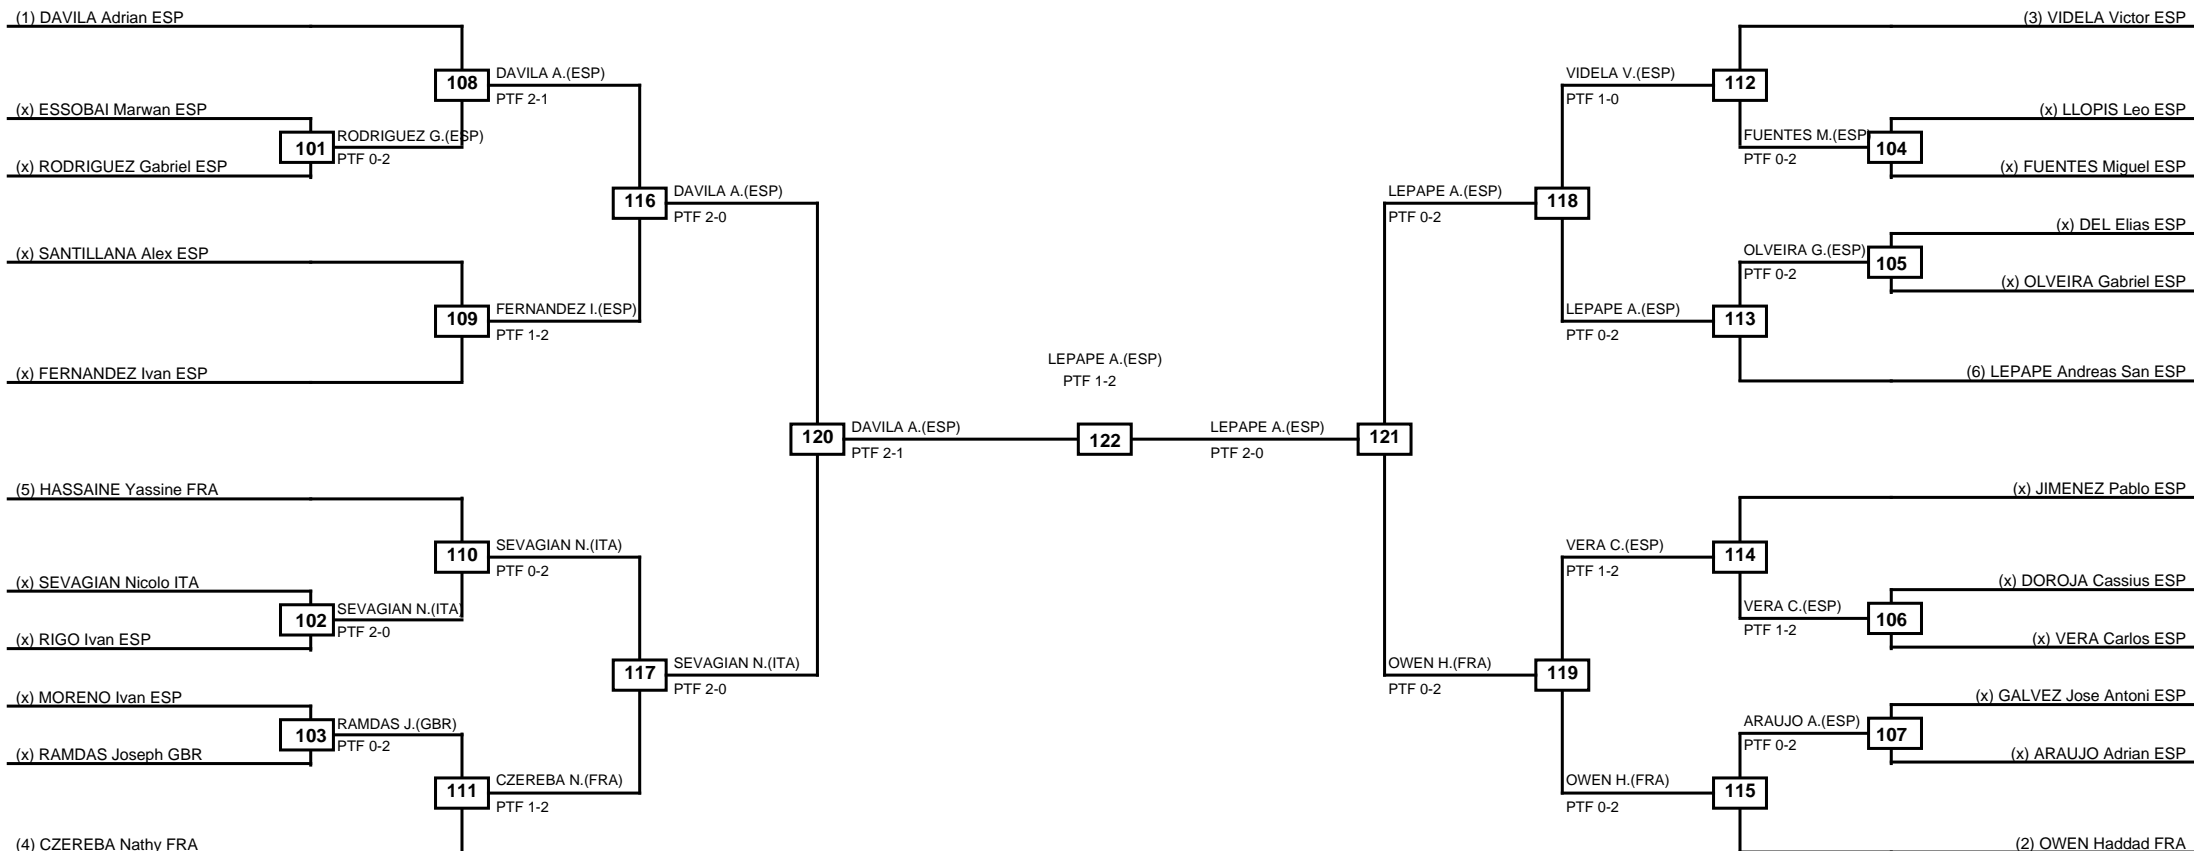 (1) DAVILA Adrian ESP
(3) VIDELA Victor ESP
108
DAVILA A.(ESP)
PTF 2-1
VIDELA V.(ESP)
PTF 1-0
112
(x) ESSOBAI Marwan ESP
(x) LLOPIS Leo ESP
101
RODRIGUEZ G.(ESP)
PTF 0-2
FUENTES M.(ESP
PTF 0-2
104
(x) RODRIGUEZ Gabriel ESP
(x) FUENTES Miguel ESP
116
DAVILA A.(ESP)
PTF 2-0
LEPAPE A.(ESP)
PTF 0-2
118
(x) DEL Elias ESP
(x) SANTILLANA Alex ESP
OLVEIRA G.(ESP)
PTF 0-2
105
(x) OLVEIRA Gabriel ESP
109
FERNANDEZ I.(ESP)
PTF 1-2
LEPAPE A.(ESP)
PTF 0-2
113
(x) FERNANDEZ Ivan ESP
(6) LEPAPE Andreas San ESP
LEPAPE A.(ESP)
PTF 1-2
120
DAVILA A.(ESP)
PTF 2-1
122
LEPAPE A.(ESP)
PTF 2-0
121
(5) HASSAINE Yassine FRA
(x) JIMENEZ Pablo ESP
110
SEVAGIAN N.(ITA)
PTF 0-2
VERA C.(ESP)
PTF 1-2
114
(x) SEVAGIAN Nicolo ITA
(x) DOROJA Cassius ESP
102
SEVAGIAN N.(ITA)
PTF 2-0
VERA C.(ESP)
PTF 1-2
106
(x) RIGO Ivan ESP
(x) VERA Carlos ESP
117
SEVAGIAN N.(ITA)
PTF 2-0
OWEN H.(FRA)
PTF 0-2
119
(x) MORENO Ivan ESP
(x) GALVEZ Jose Antoni ESP
103
RAMDAS J.(GBR)
PTF 0-2
ARAUJO A.(ESP)
PTF 0-2
107
(x) RAMDAS Joseph GBR
(x) ARAUJO Adrian ESP
111
CZEREBA N.(FRA)
PTF 1-2
OWEN H.(FRA)
PTF 0-2
115
(4) CZEREBA Nathy FRA
(2) OWEN Haddad FRA